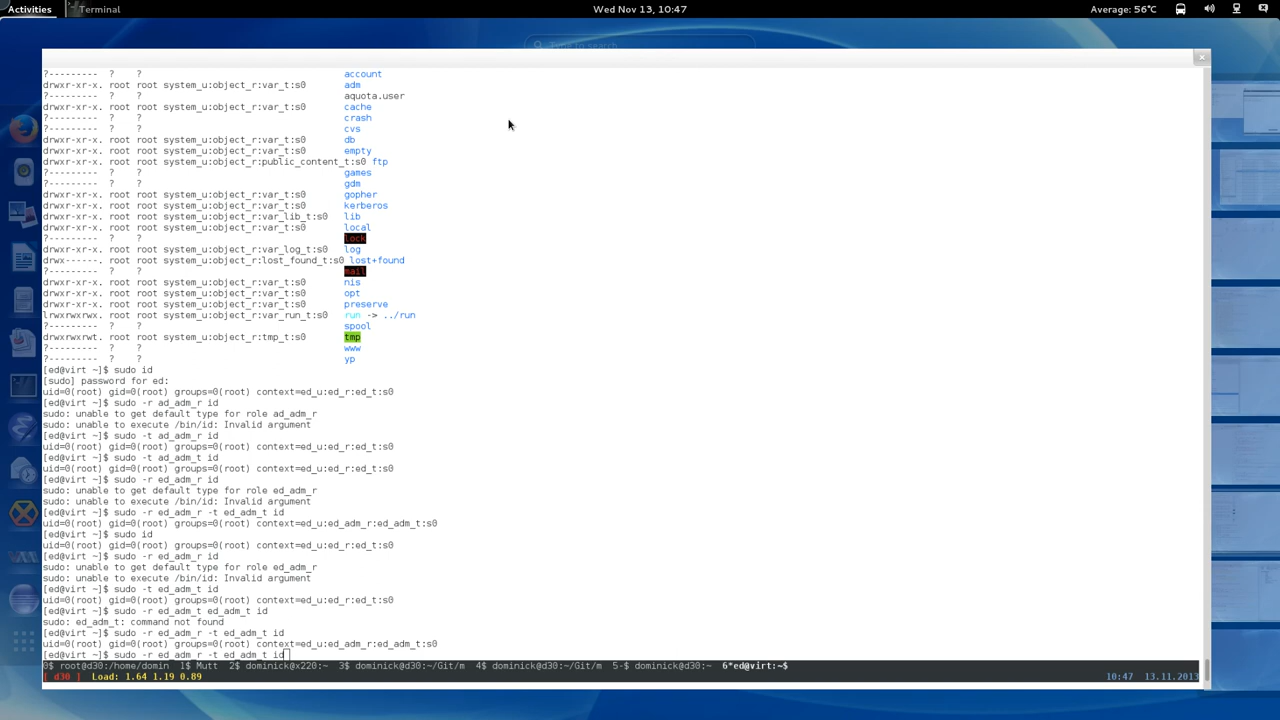 Activities Terminal Wed Nov 13, 10:47 Average: 56°C
Type to search...
?--------- ? ? account
drwxr-xr-x. root root system_u:object_r:var_t:s0 adm
?--------- ? ? aquota.user
drwxr-xr-x. root root system_u:object_r:var_t:s0 cache
?--------- ? ? crash
?--------- ? ? cvs
drwxr-xr-x. root root system_u:object_r:var_t:s0 db
drwxr-xr-x. root root system_u:object_r:var_t:s0 empty
drwxr-xr-x. root root system_u:object_r:public_content_t:s0 ftp
?--------- ? ? games
?--------- ? ? gdm
drwxr-xr-x. root root system_u:object_r:var_t:s0 gopher
drwxr-xr-x. root root system_u:object_r:var_t:s0 kerberos
drwxr-xr-x. root root system_u:object_r:var_lib_t:s0 lib
drwxr-xr-x. root root system_u:object_r:var_t:s0 local
?--------- ? ? lock
drwxr-xr-x. root root system_u:object_r:var_log_t:s0 log
drwx------. root root system_u:object_r:lost_found_t:s0 lost+found
?--------- ? ? mail
drwxr-xr-x. root root system_u:object_r:var_t:s0 nis
drwxr-xr-x. root root system_u:object_r:var_t:s0 opt
drwxr-xr-x. root root system_u:object_r:var_t:s0 preserve
lrwxrwxrwx. root root system_u:object_r:var_run_t:s0 run -> ../run
?--------- ? ? spool
drwxrwxrwt. root root system_u:object_r:tmp_t:s0 tmp
?--------- ? ? www
?--------- ? ? yp
[ed@virt ~]$ sudo id
[sudo] password for ed:
uid=0(root) gid=0(root) groups=0(root) context=ed_u:ed_r:ed_t:s0
[ed@virt ~]$ sudo -r ad_adm_r id
sudo: unable to get default type for role ad_adm_r
sudo: unable to execute /bin/id: Invalid argument
[ed@virt ~]$ sudo -t ad_adm_r id
uid=0(root) gid=0(root) groups=0(root) context=ed_u:ed_r:ed_t:s0
[ed@virt ~]$ sudo -t ad_adm_t id
uid=0(root) gid=0(root) groups=0(root) context=ed_u:ed_r:ed_t:s0
[ed@virt ~]$ sudo -r ed_adm_r id
sudo: unable to get default type for role ed_adm_r
sudo: unable to execute /bin/id: Invalid argument
[ed@virt ~]$ sudo -r ed_adm_r -t ed_adm_t id
uid=0(root) gid=0(root) groups=0(root) context=ed_u:ed_adm_r:ed_adm_t:s0
[ed@virt ~]$ sudo id
uid=0(root) gid=0(root) groups=0(root) context=ed_u:ed_r:ed_t:s0
[ed@virt ~]$ sudo -r ed_adm_r id
sudo: unable to get default type for role ed_adm_r
sudo: unable to execute /bin/id: Invalid argument
[ed@virt ~]$ sudo -t ed_adm_t id
uid=0(root) gid=0(root) groups=0(root) context=ed_u:ed_r:ed_t:s0
[ed@virt ~]$ sudo -r ed_adm_t ed_adm_t id
sudo: ed_adm_t: command not found
[ed@virt ~]$ sudo -r ed_adm_r -t ed_adm_t id
uid=0(root) gid=0(root) groups=0(root) context=ed_u:ed_adm_r:ed_adm_t:s0
[ed@virt ~]$ sudo -r ed_adm_r -t ed_adm_t id
0$ root@d30:/home/domin 1$ Mutt 2$ dominick@x220:~ 3$ dominick@d30:~/Git/m 4$ dominick@d30:~/Git/m 5-$ dominick@d30:~ 6*ed@virt:~$
[ d30 ] Load: 1.64 1.19 0.89 10:47 13.11.2013